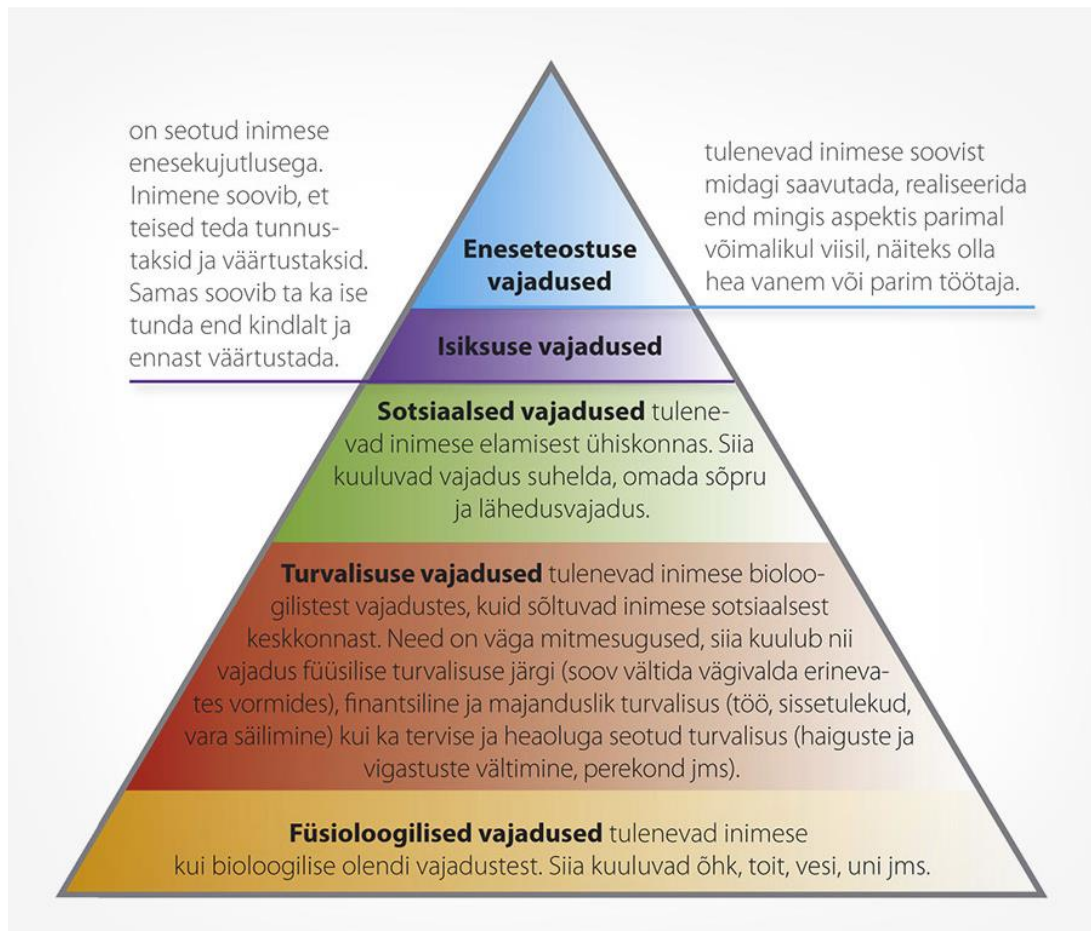 on seotud inimese
enesekujutlusega.
Inimene soovib, et
teised teda tunnus-
taksid ja väärtustaksid.
Samas soovib ta ka ise
tunda end kindlalt ja
ennast väärtustada.
tulenevad inimese soovist
midagi saavutada, realiseerida
end mingis aspektis parimal
võimalikul viisil, näiteks olla
hea vanem või parim töötaja.
Eneseteostuse
vajadused
Isiksuse vajadused
Sotsiaalsed vajadused tulene-
vad inimese elamisest ühiskonnas. Siia
kuuluvad vajadus suhelda, omada sõpru
ja lähedusvajadus.
Turvalisuse vajadused tulenevad inimese bioloo-
gilistest vajadustes, kuid sõltuvad inimese sotsiaalsest
keskkonnast. Need on väga mitmesugused, siia kuulub nii
vajadus füüsilise turvalisuse järgi (soov vältida vägivalda erineva-
tes vormides), finantsiline ja majanduslik turvalisus (töö, sissetulekud,
vara säilimine) kui ka tervise ja heaoluga seotud turvalisus (haiguste ja
vigastuste vältimine, perekond jms).
Füsioloogilised vajadused tulenevad inimese
kui bioloogilise olendi vajadustest. Siia kuuluvad õhk, toit, vesi, uni jms.